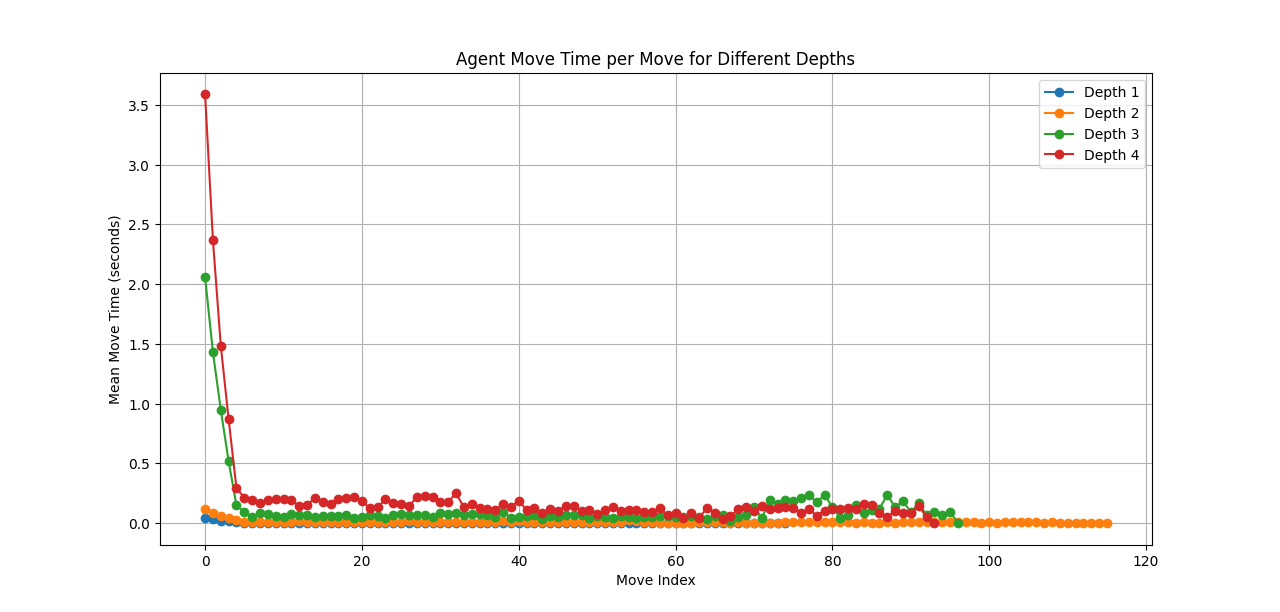 Agent Move Time per Move for Different Depths
Depth 1
Depth 2
Depth 3
Depth 4
Mean Move Time (seconds)
3.5
3.0
2.5
2.0
1.5
1.0
0.5
0.0
0 20 40 60 80 100 120
Move Index